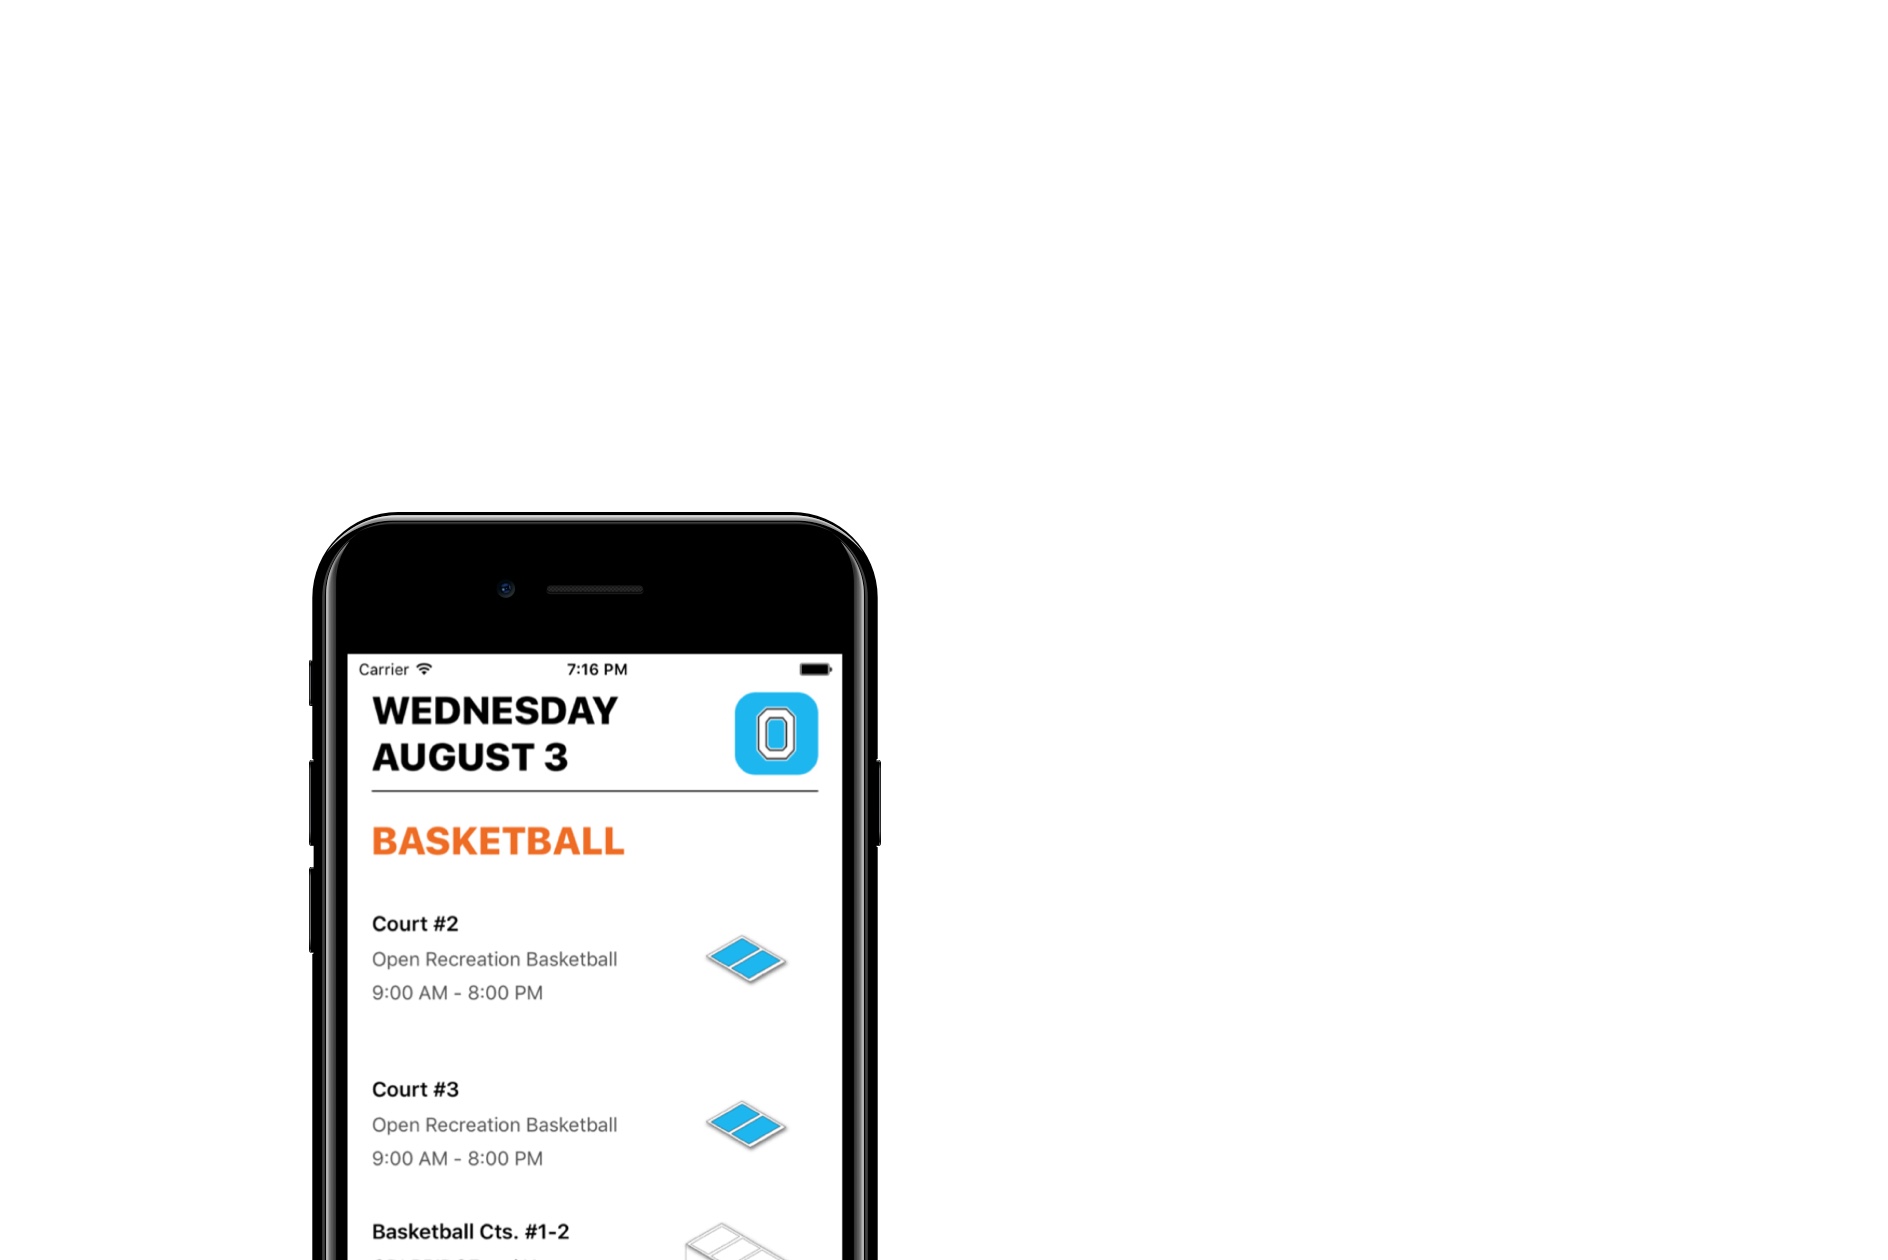 Carrier 7:16 PM
WEDNESDAY
AUGUST 3
O
BASKETBALL
Court #2
Open Recreation Basketball
9:00 AM - 8:00 PM
Court #3
Open Recreation Basketball
9:00 AM - 8:00 PM
Basketball Cts. #1-2